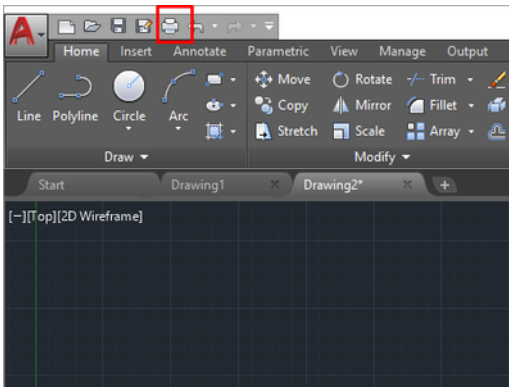 A
Home Insert Annotate Parametric View Manage Output
Line Polyline Circle Arc
Move Rotate Trim
Copy Mirror Fillet
Stretch Scale Array
Draw Modify
Start Drawing1 Drawing2*
[−][Top][2D Wireframe]